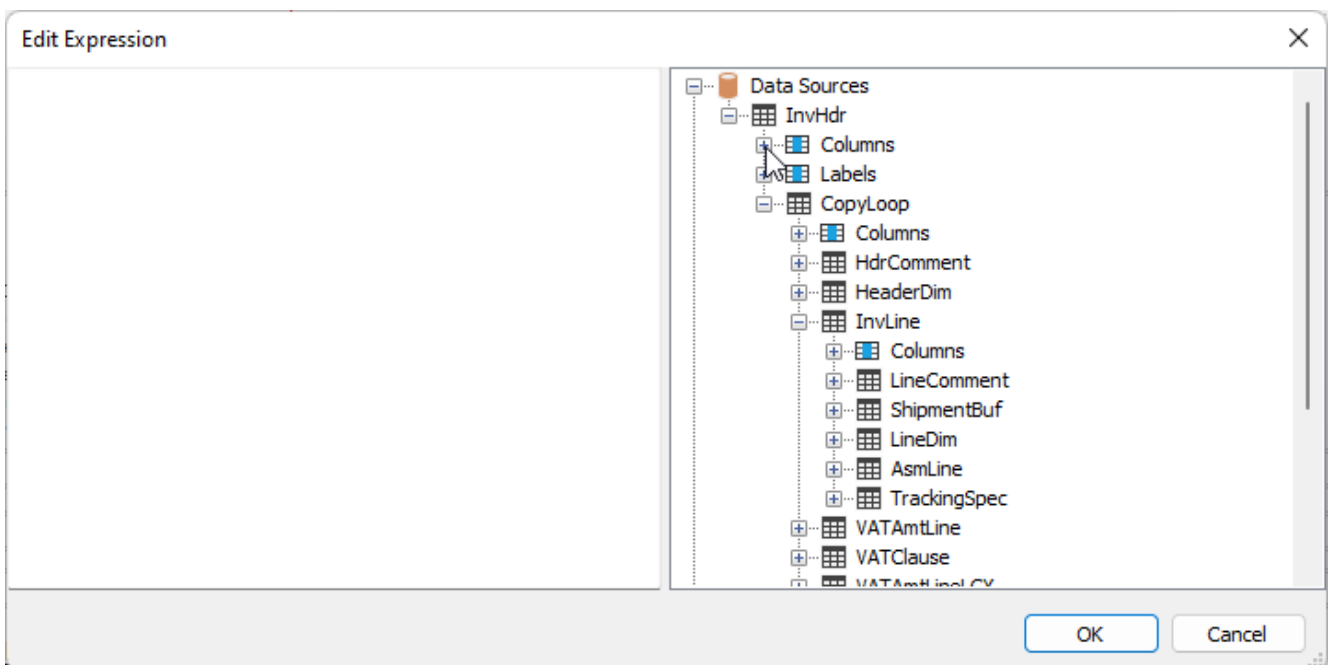 Edit Expression
Data Sources
InvHdr
Columns
Labels
CopyLoop
Columns
HdrComment
HeaderDim
InvLine
Columns
LineComment
ShipmentBuf
LineDim
AsmLine
TrackingSpec
VATAmtLine
VATClause
VATAmtLineLCY
OK
Cancel